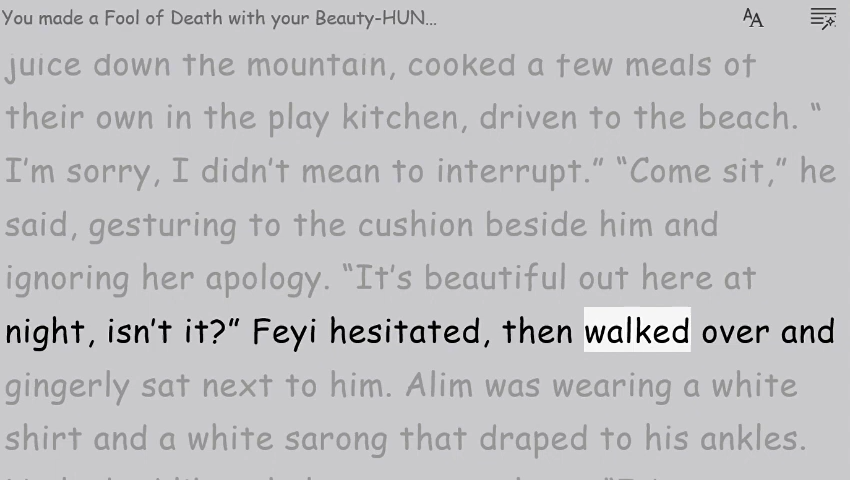 You made a Fool of Death with your Beauty-HUN...
juice down the mountain, cooked a few meals of
their own in the play kitchen, driven to the beach. “
I’m sorry, I didn’t mean to interrupt.” “Come sit,” he
said, gesturing to the cushion beside him and
ignoring her apology. “It’s beautiful out here at
night, isn’t it?” Feyi hesitated, then walked over and
gingerly sat next to him. Alim was wearing a white
shirt and a white sarong that draped to his ankles.